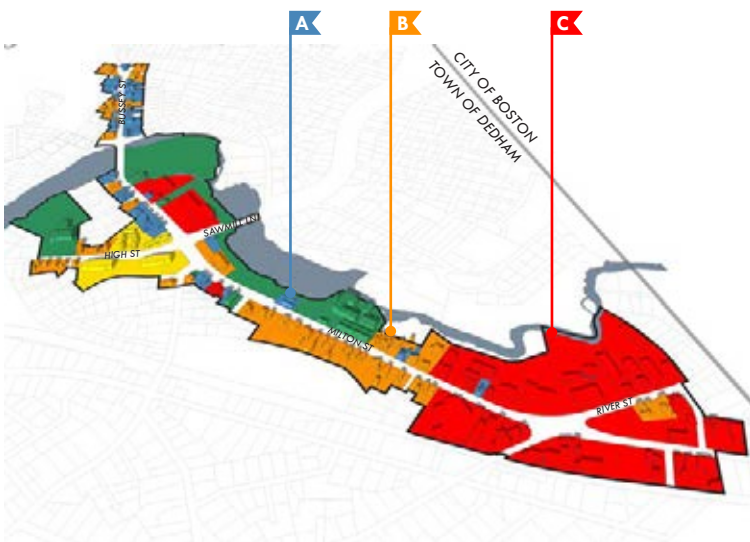 A
B
C
CITY OF BOSTON
TOWN OF DEDHAM
BUSSEY ST
SAWMILL LN
HIGH ST
MILTON ST
RIVER ST